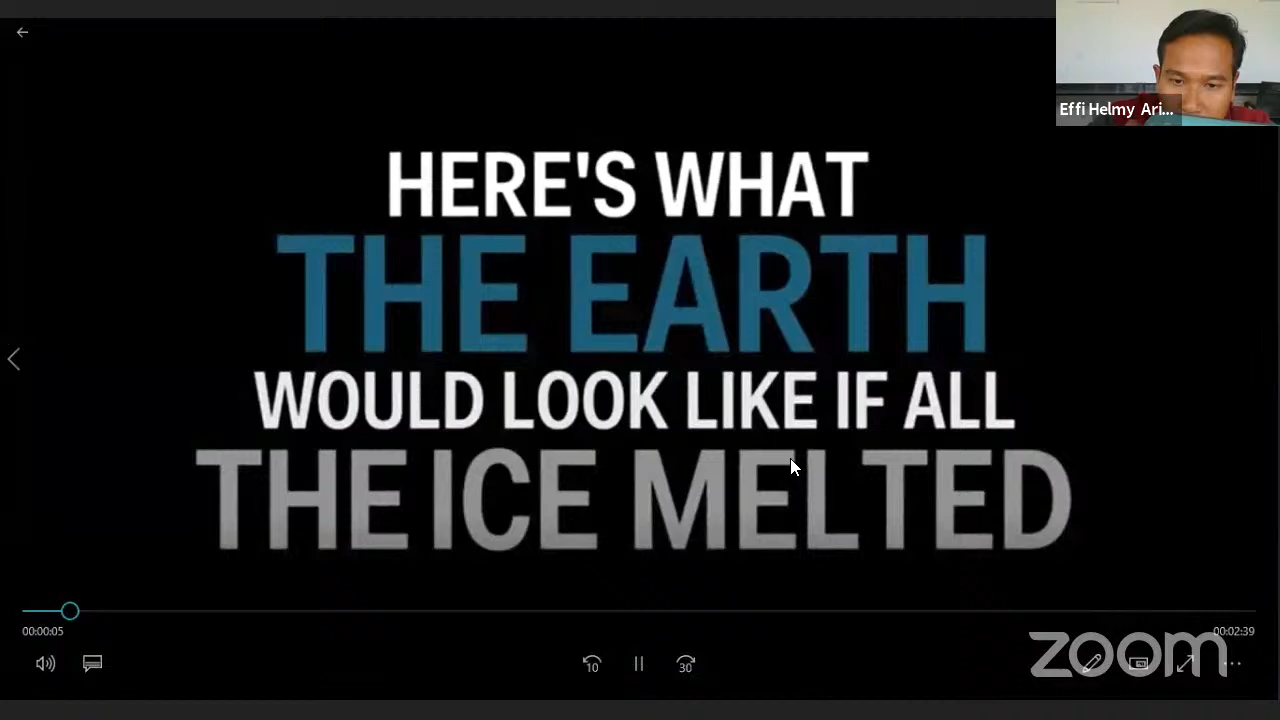 Effi Helmy Ari...
HERE'S WHAT
THE EARTH
WOULD LOOK LIKE IF ALL
THE ICE MELTED
00:00:05
00:02:39
10
30
zoom